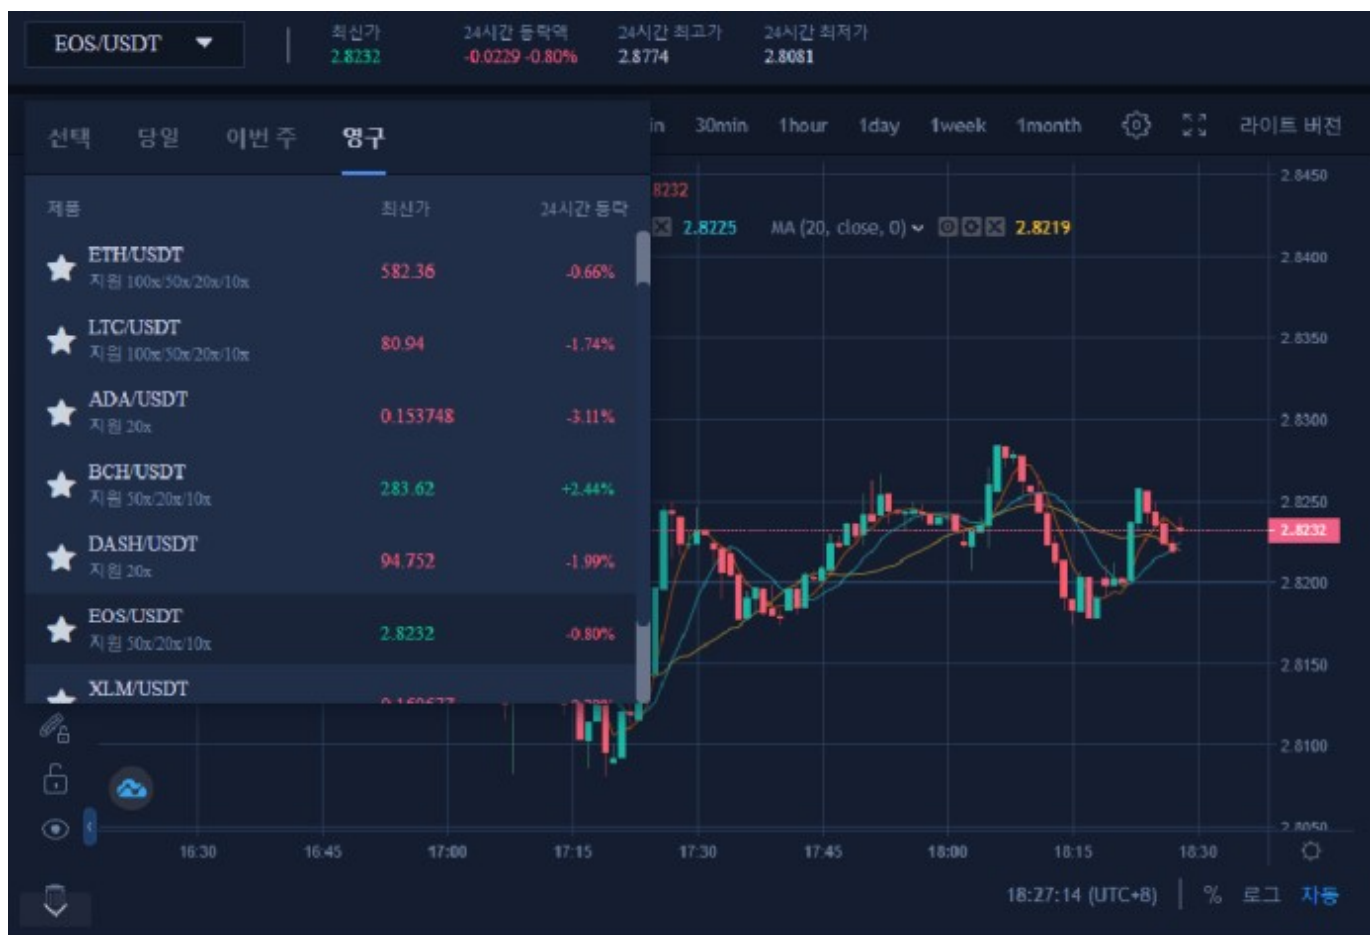 EOS/USDT
최신가 24시간 등락액 24시간 최고가 24시간 최저가
2.8232 -0.0229 -0.80% 2.8774 2.8081
선택 당일 이번 주 영구
in 30min 1hour 1day 1week 1month 라이트 버전
제품 최신가 24시간 등락
8232
2.8225 MA (20, close, 0) 2.8219
ETH/USDT
지원 100x/50x/20x/10x
582.36 -0.66%
LTC/USDT
지원 100x/50x/20x/10x
80.94 -1.74%
ADA/USDT
지원 20x
0.153748 -3.11%
BCH/USDT
지원 50x/20x/10x
283.62 +2.44%
DASH/USDT
지원 20x
94.752 -1.99%
EOS/USDT
지원 50x/20x/10x
2.8232 -0.80%
XLM/USDT
2.8450
2.8400
2.8350
2.8300
2.8250
2.8232
2.8200
2.8150
2.8100
2.8050
16:30 16:45 17:00 17:15 17:30 17:45 18:00 18:15 18:30
18:27:14 (UTC+8) % 로그 자동